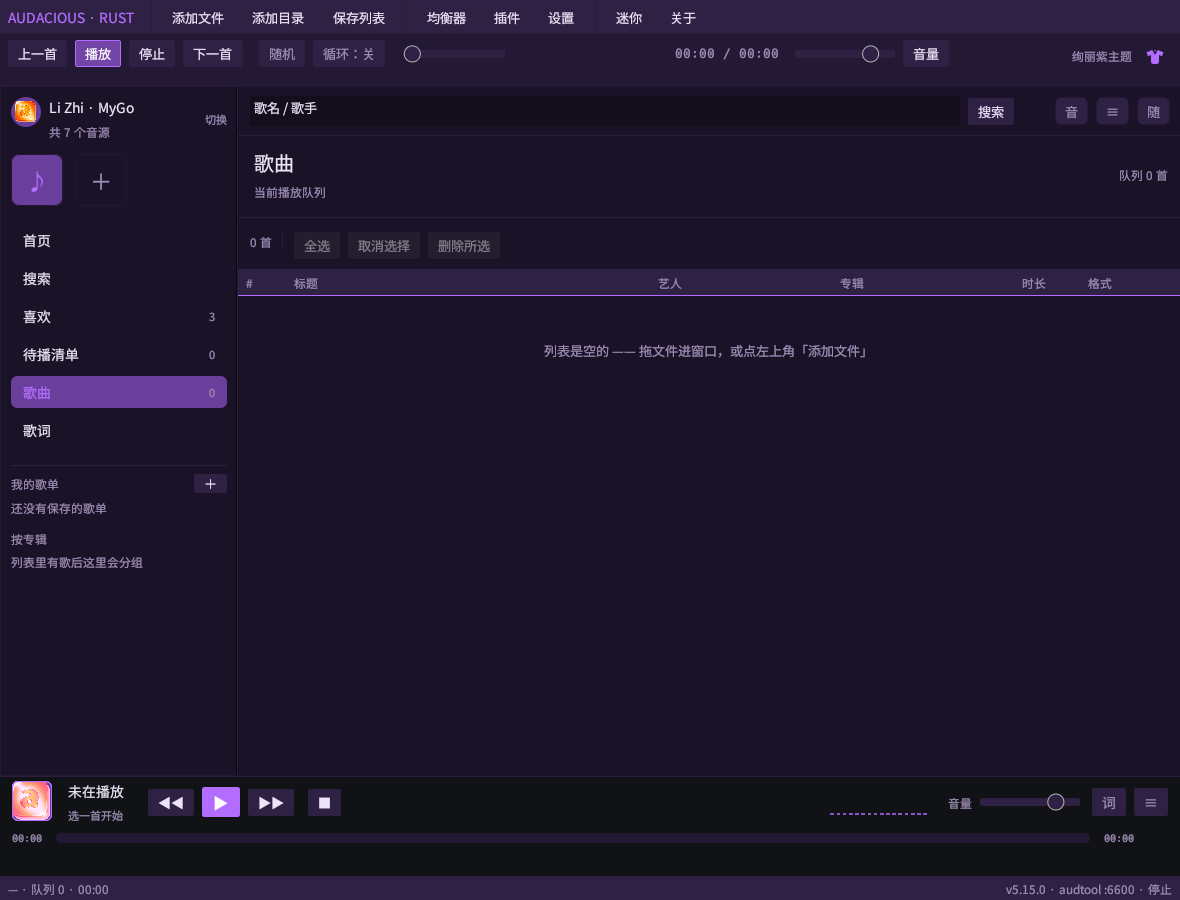 AUDACIOUS · RUST 添加文件 添加目录 保存列表 均衡器 插件 设置 迷你 关于
上一首 播放 停止 下一首 随机 循环：关 00:00 / 00:00 音量 绚丽紫主题
Li Zhi · MyGo
共 7 个音源
切换
♪ +
首页
搜索
喜欢 3
待播清单 0
歌曲 0
歌词
我的歌单 +
还没有保存的歌单
按专辑
列表里有歌后这里会分组
歌名 / 歌手 搜索 音 ≡ 随
歌曲
当前播放队列
队列 0 首
0 首 全选 取消选择 删除所选
# 标题 艺人 专辑 时长 格式
列表是空的 —— 拖文件进窗口，或点左上角「添加文件」
未在播放
选一首开始
音量 词 ≡
00:00 00:00
— · 队列 0 · 00:00 v5.15.0 · audtool :6600 · 停止